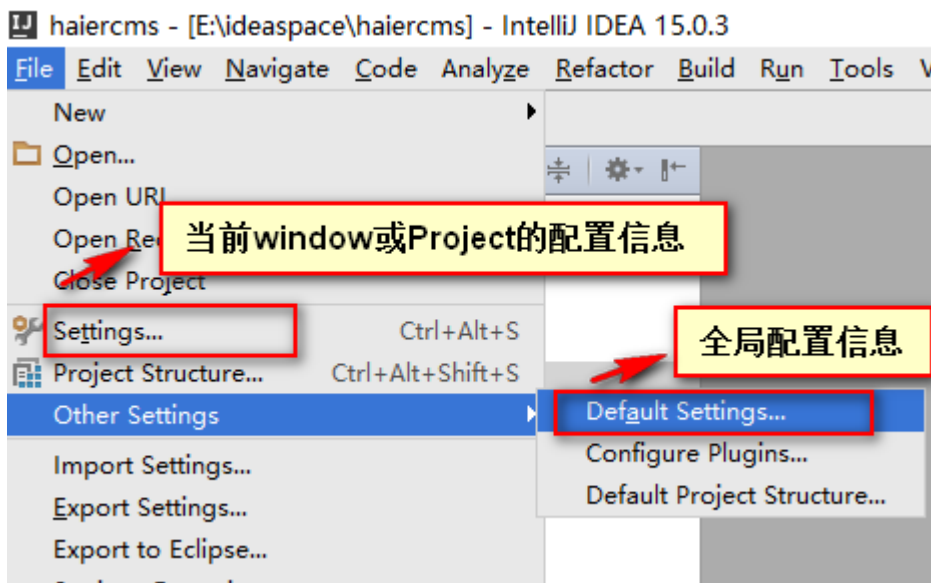 haiercms - [E:\ideaspace\haiercms] - IntelliJ IDEA 15.0.3
File Edit View Navigate Code Analyze Refactor Build Run Tools
New
Open...
Open URL
当前window或Project的配置信息
Open
Close Project
Settings... Ctrl+Alt+S
全局配置信息
Project Structure... Ctrl+Alt+Shift+S
Other Settings
Default Settings...
Configure Plugins...
Default Project Structure...
Import Settings...
Export Settings...
Export to Eclipse...